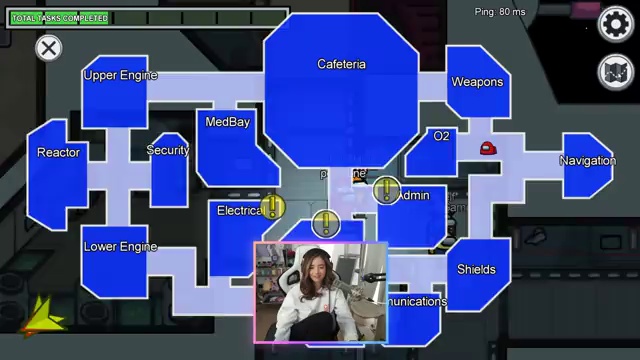 TOTAL TASKS COMPLETED
Ping: 80 ms
Cafeteria
Upper Engine
Weapons
MedBay
O2
Reactor
Security
Navigation
Admin
Electrical
Lower Engine
Shields